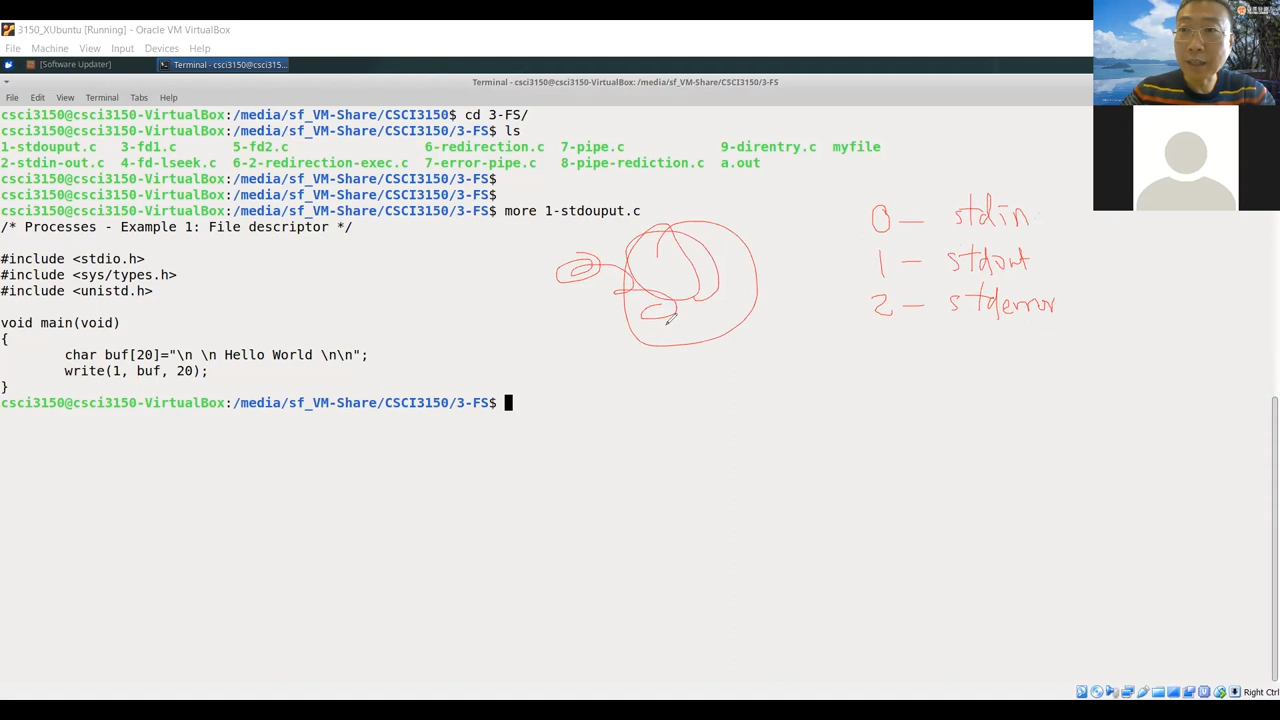 3150_XUbuntu [Running] - Oracle VM VirtualBox
File Machine View Input Devices Help
[Software Updater] Terminal - csci3150@csci315...
Terminal - csci3150@csci3150-VirtualBox: /media/sf_VM-Share/CSCI3150/3-FS
File Edit View Terminal Tabs Help
csci3150@csci3150-VirtualBox:/media/sf_VM-Share/CSCI3150$ cd 3-FS/
csci3150@csci3150-VirtualBox:/media/sf_VM-Share/CSCI3150/3-FS$ ls
1-stdouput.c 3-fd1.c 5-fd2.c 6-redirection.c 7-pipe.c 9-direntry.c myfile
2-stdin-out.c 4-fd-lseek.c 6-2-redirection-exec.c 7-error-pipe.c 8-pipe-rediction.c a.out
csci3150@csci3150-VirtualBox:/media/sf_VM-Share/CSCI3150/3-FS$
csci3150@csci3150-VirtualBox:/media/sf_VM-Share/CSCI3150/3-FS$
csci3150@csci3150-VirtualBox:/media/sf_VM-Share/CSCI3150/3-FS$ more 1-stdouput.c
/* Processes - Example 1: File descriptor */
#include <stdio.h>
#include <sys/types.h>
#include <unistd.h>
void main(void)
{
char buf[20]="\n \n Hello World \n\n";
write(1, buf, 20);
}
csci3150@csci3150-VirtualBox:/media/sf_VM-Share/CSCI3150/3-FS$
0 — stdin
1 — stdout
2 — stderror
Right Ctrl